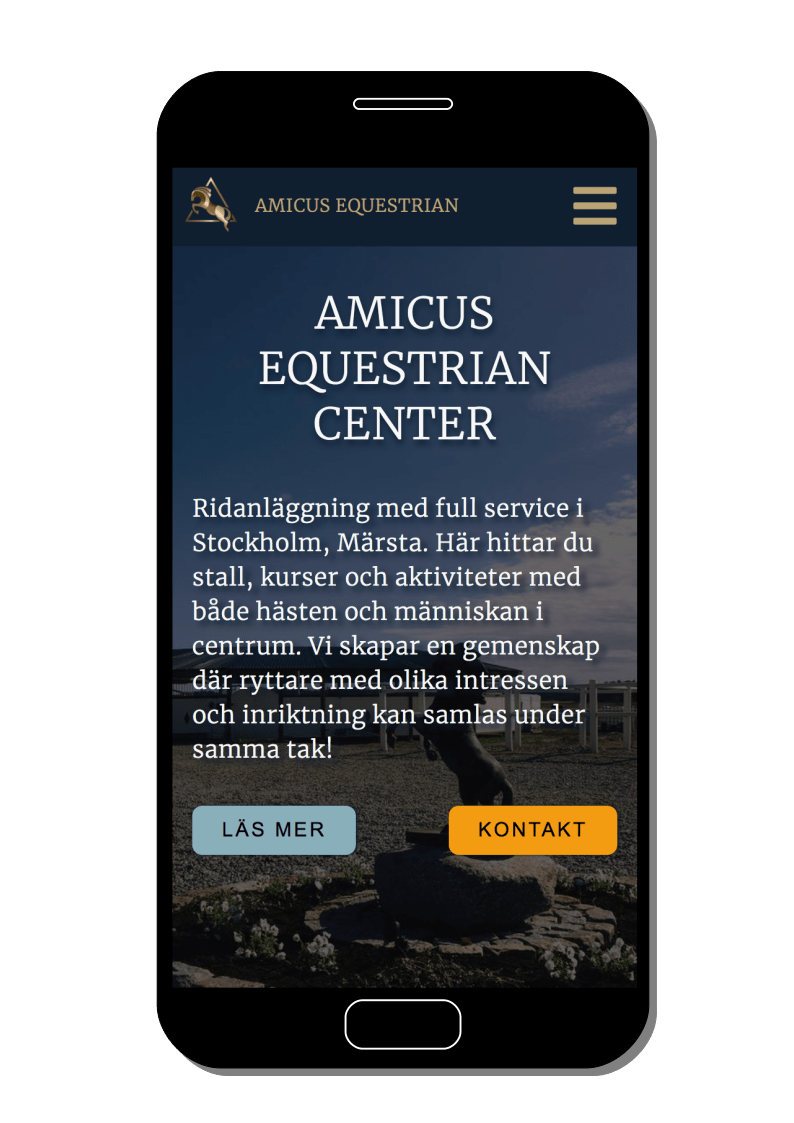 AMICUS EQUESTRIAN
AMICUS
EQUESTRIAN
CENTER
Ridanläggning med full service i
Stockholm, Märsta. Här hittar du
stall, kurser och aktiviteter med
både hästen och människan i
centrum. Vi skapar en gemenskap
där ryttare med olika intressen
och inriktning kan samlas under
samma tak!
LÄS MER
KONTAKT